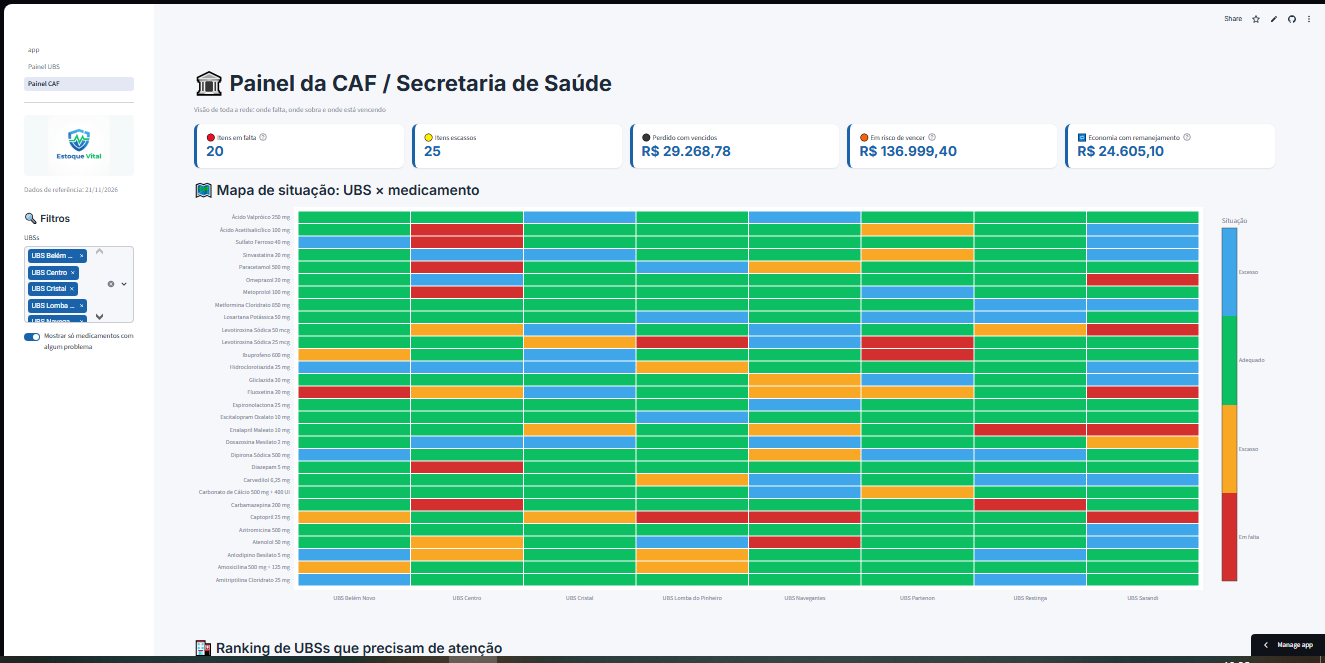 Share
app
Painel UBS
Painel CAF
Estoque Vital
Dados de referência: 21/11/2026
Filtros
UBSs
UBS Belém ... ×
UBS Centro ×
UBS Cristal ×
UBS Lomba ... ×
UBS Navega... ×
Mostrar só medicamentos com
algum problema
Painel da CAF / Secretaria de Saúde
Visão de toda a rede: onde falta, onde sobra e onde está vencendo
Itens em falta
20
Itens escassos
25
Perdido com vencidos
R$ 29.268,78
Em risco de vencer
R$ 136.999,40
Economia com remanejamento
R$ 24.605,10
Mapa de situação: UBS × medicamento
Ácido Valpróico 250 mg
Ácido Acetilsalicílico 100 mg
Sulfato Ferroso 40 mg
Sinvastatina 20 mg
Paracetamol 500 mg
Omeprazol 20 mg
Metoprolol 100 mg
Metformina Cloridrato 850 mg
Losartana Potássica 50 mg
Levotiroxina Sódica 50 mcg
Levotiroxina Sódica 25 mcg
Ibuprofeno 600 mg
Hidroclorotiazida 25 mg
Gliclazida 30 mg
Fluoxetina 20 mg
Espironolactona 25 mg
Escitalopram Oxalato 10 mg
Enalapril Maleato 10 mg
Doxazosina Mesilato 2 mg
Dipirona Sódica 500 mg
Diazepam 5 mg
Carvedilol 6,25 mg
Carbonato de Cálcio 500 mg + 400 UI
Carbamazepina 200 mg
Captopril 25 mg
Azitromicina 500 mg
Atenolol 50 mg
Anlodipino Besilato 5 mg
Amoxicilina 500 mg + 125 mg
Amitriptilina Cloridrato 25 mg
UBS Belém Novo
UBS Centro
UBS Cristal
UBS Lomba do Pinheiro
UBS Navegantes
UBS Partenon
UBS Restinga
UBS Sarandi
Situação
Excesso
Adequado
Escasso
Em falta
Ranking de UBSs que precisam de atenção
Manage app